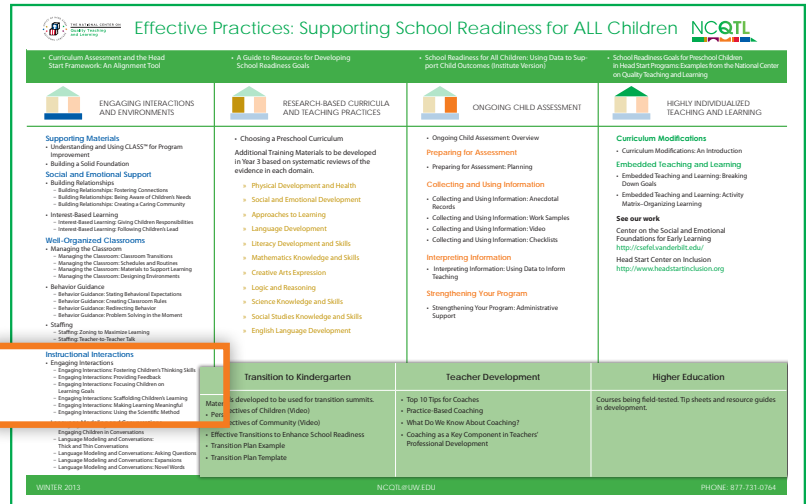 THE NATIONAL CENTER ON
Quality Teaching
and Learning
Effective Practices: Supporting School Readiness for ALL Children
NCQTL
• Curriculum Assessment and the Head
Start Framework: An Alignment Tool
• A Guide to Resources for Developing
School Readiness Goals
• School Readiness for All Children: Using Data to Sup-
port Child Outcomes (Institute Version)
• School Readiness Goals for Preschool Children
in Head Start Programs: Examples from the National Center
on Quality Teaching and Learning
ENGAGING INTERACTIONS
AND ENVIRONMENTS
RESEARCH-BASED CURRICULA
AND TEACHING PRACTICES
ONGOING CHILD ASSESSMENT
HIGHLY INDIVIDUALIZED
TEACHING AND LEARNING
Supporting Materials
• Understanding and Using CLASS™ for Program
Improvement
• Building a Solid Foundation
Social and Emotional Support
• Building Relationships
– Building Relationships: Fostering Connections
– Building Relationships: Being Aware of Children's Needs
– Building Relationships: Creating a Caring Community
• Interest-Based Learning
– Interest-Based Learning: Giving Children Responsibilities
– Interest-Based Learning: Following Children's Lead
Well-Organized Classrooms
• Managing the Classroom
– Managing the Classroom: Classroom Transitions
– Managing the Classroom: Schedules and Routines
– Managing the Classroom: Materials to Support Learning
– Managing the Classroom: Designing Environments
• Behavior Guidance
– Behavior Guidance: Stating Behavioral Expectations
– Behavior Guidance: Creating Classroom Rules
– Behavior Guidance: Redirecting Behavior
– Behavior Guidance: Problem Solving in the Moment
• Staffing
– Staffing: Zoning to Maximize Learning
– Staffing: Teacher-to-Teacher Talk
Instructional Interactions
• Engaging Interactions
– Engaging Interactions: Fostering Children's Thinking Skills
– Engaging Interactions: Providing Feedback
– Engaging Interactions: Focusing Children on
Learning Goals
– Engaging Interactions: Scaffolding Children's Learning
– Engaging Interactions: Making Learning Meaningful
– Engaging Interactions: Using the Scientific Method
Engaging Children in Conversations
– Language Modeling and Conversations:
Thick and Thin Conversations
– Language Modeling and Conversations: Asking Questions
– Language Modeling and Conversations: Expansions
– Language Modeling and Conversations: Novel Words
• Choosing a Preschool Curriculum
Additional Training Materials to be developed
in Year 3 based on systematic reviews of the
evidence in each domain.
» Physical Development and Health
» Social and Emotional Development
» Approaches to Learning
» Language Development
» Literacy Development and Skills
» Mathematics Knowledge and Skills
» Creative Arts Expression
» Logic and Reasoning
» Science Knowledge and Skills
» Social Studies Knowledge and Skills
» English Language Development
• Ongoing Child Assessment: Overview
Preparing for Assessment
• Preparing for Assessment: Planning
Collecting and Using Information
• Collecting and Using Information: Anecdotal
Records
• Collecting and Using Information: Work Samples
• Collecting and Using Information: Video
• Collecting and Using Information: Checklists
Interpreting Information
• Interpreting Information: Using Data to Inform
Teaching
Strengthening Your Program
• Strengthening Your Program: Administrative
Support
Curriculum Modifications
• Curriculum Modifications: An Introduction
Embedded Teaching and Learning
• Embedded Teaching and Learning: Breaking
Down Goals
• Embedded Teaching and Learning: Activity
Matrix–Organizing Learning
See our work
Center on the Social and Emotional
Foundations for Early Learning
http://csefel.vanderbilt.edu/
Head Start Center on Inclusion
http://www.headstartinclusion.org
Transition to Kindergarten
developed to be used for transition summits.
of Children (Video)
of Community (Video)
• Effective Transitions to Enhance School Readiness
• Transition Plan Example
• Transition Plan Template
Teacher Development
• Top 10 Tips for Coaches
• Practice-Based Coaching
• What Do We Know About Coaching?
• Coaching as a Key Component in Teachers'
Professional Development
Higher Education
Courses being field-tested. Tip sheets and resource guides
in development.
WINTER 2013
NCQTL@UW.EDU
PHONE: 877-731-0764